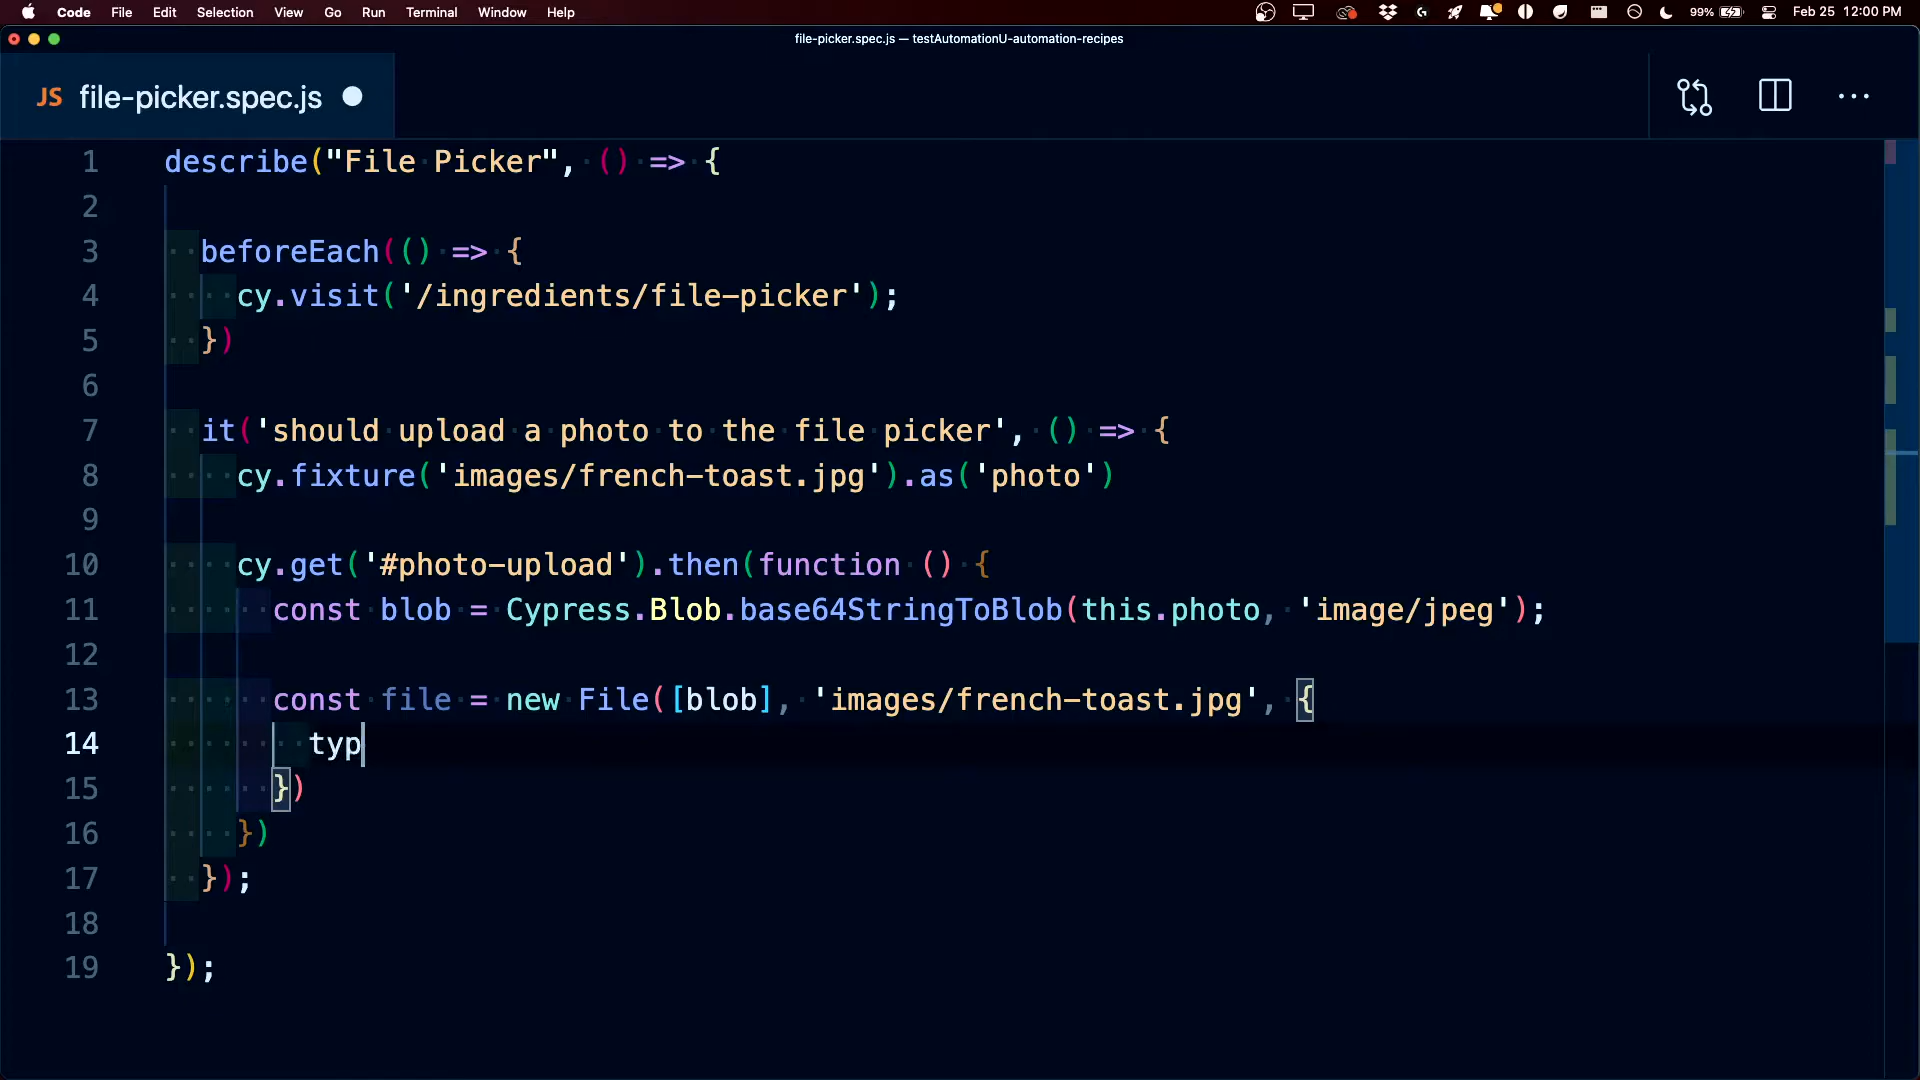 Code File Edit Selection View Go Run Terminal Window Help 99% Feb 25 12:00 PM
file-picker.spec.js — testAutomationU-automation-recipes
JS file-picker.spec.js
1 describe("File Picker", () => {
2
3 beforeEach(() => {
4 cy.visit('/ingredients/file-picker');
5 })
6
7 it('should upload a photo to the file picker', () => {
8 cy.fixture('images/french-toast.jpg').as('photo')
9
10 cy.get('#photo-upload').then(function () {
11 const blob = Cypress.Blob.base64StringToBlob(this.photo, 'image/jpeg');
12
13 const file = new File([blob], 'images/french-toast.jpg', {
14 typ
15 })
16 })
17 });
18
19 });